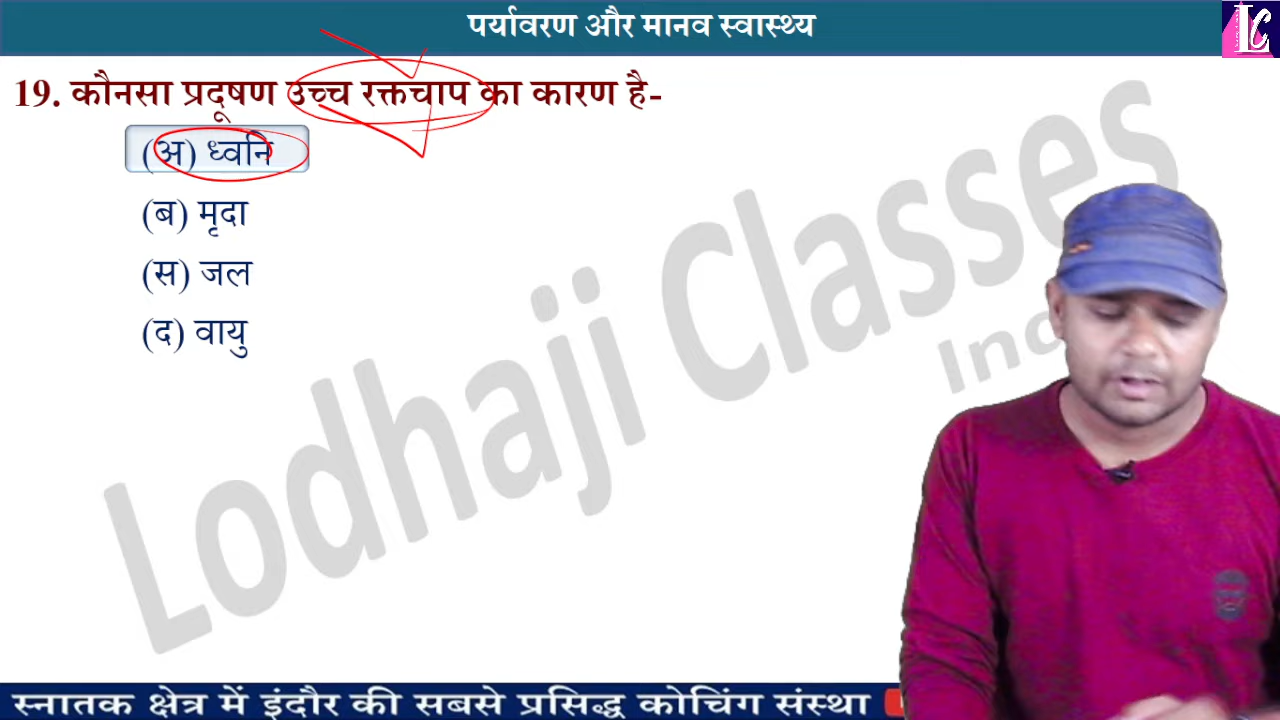 पर्यावरण और मानव स्वास्थ्य
LC
19. कौनसा प्रदूषण उच्च रक्तचाप का कारण है-
(अ) ध्वनि
(ब) मृदा
(स) जल
(द) वायु
Lodhaji Classes
स्नातक क्षेत्र में इंदौर की सबसे प्रसिद्ध कोचिंग संस्था